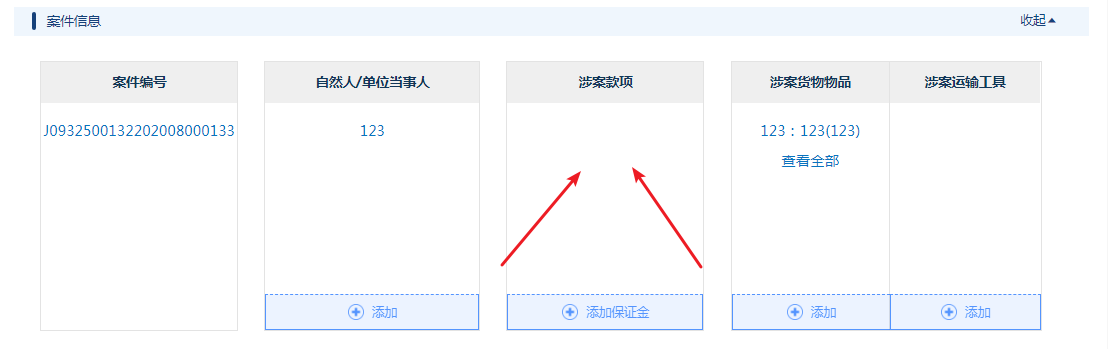 案件信息
收起
案件编号
自然人/单位当事人
涉案款项
涉案货物物品
涉案运输工具
J0932500132202008000133
123
123：123(123)
查看全部
添加
添加保证金
添加
添加